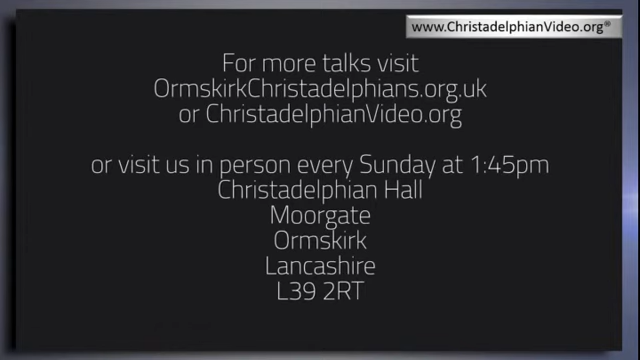 www.ChristadelphianVideo.org®
For more talks visit
OrmskirkChristadelphians.org.uk
or ChristadelphianVideo.org
or visit us in person every Sunday at 1:45pm
Christadelphian Hall
Moorgate
Ormskirk
Lancashire
L39 2RT